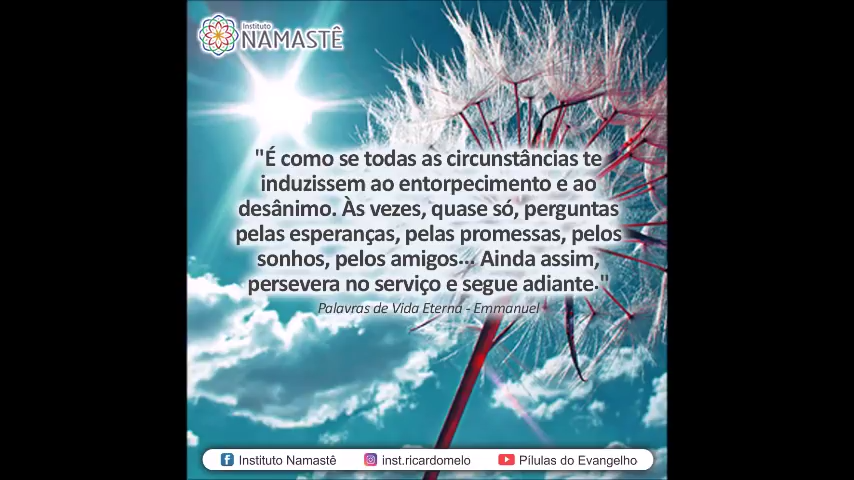 Instituto
NAMASTÊ
"É como se todas as circunstâncias te
induzissem ao entorpecimento e ao
desânimo. Às vezes, quase só, perguntas
pelas esperanças, pelas promessas, pelos
sonhos, pelos amigos... Ainda assim,
persevera no serviço e segue adiante."
Palavras de Vida Eterna - Emmanuel
Instituto Namastê inst.ricardomelo Pílulas do Evangelho